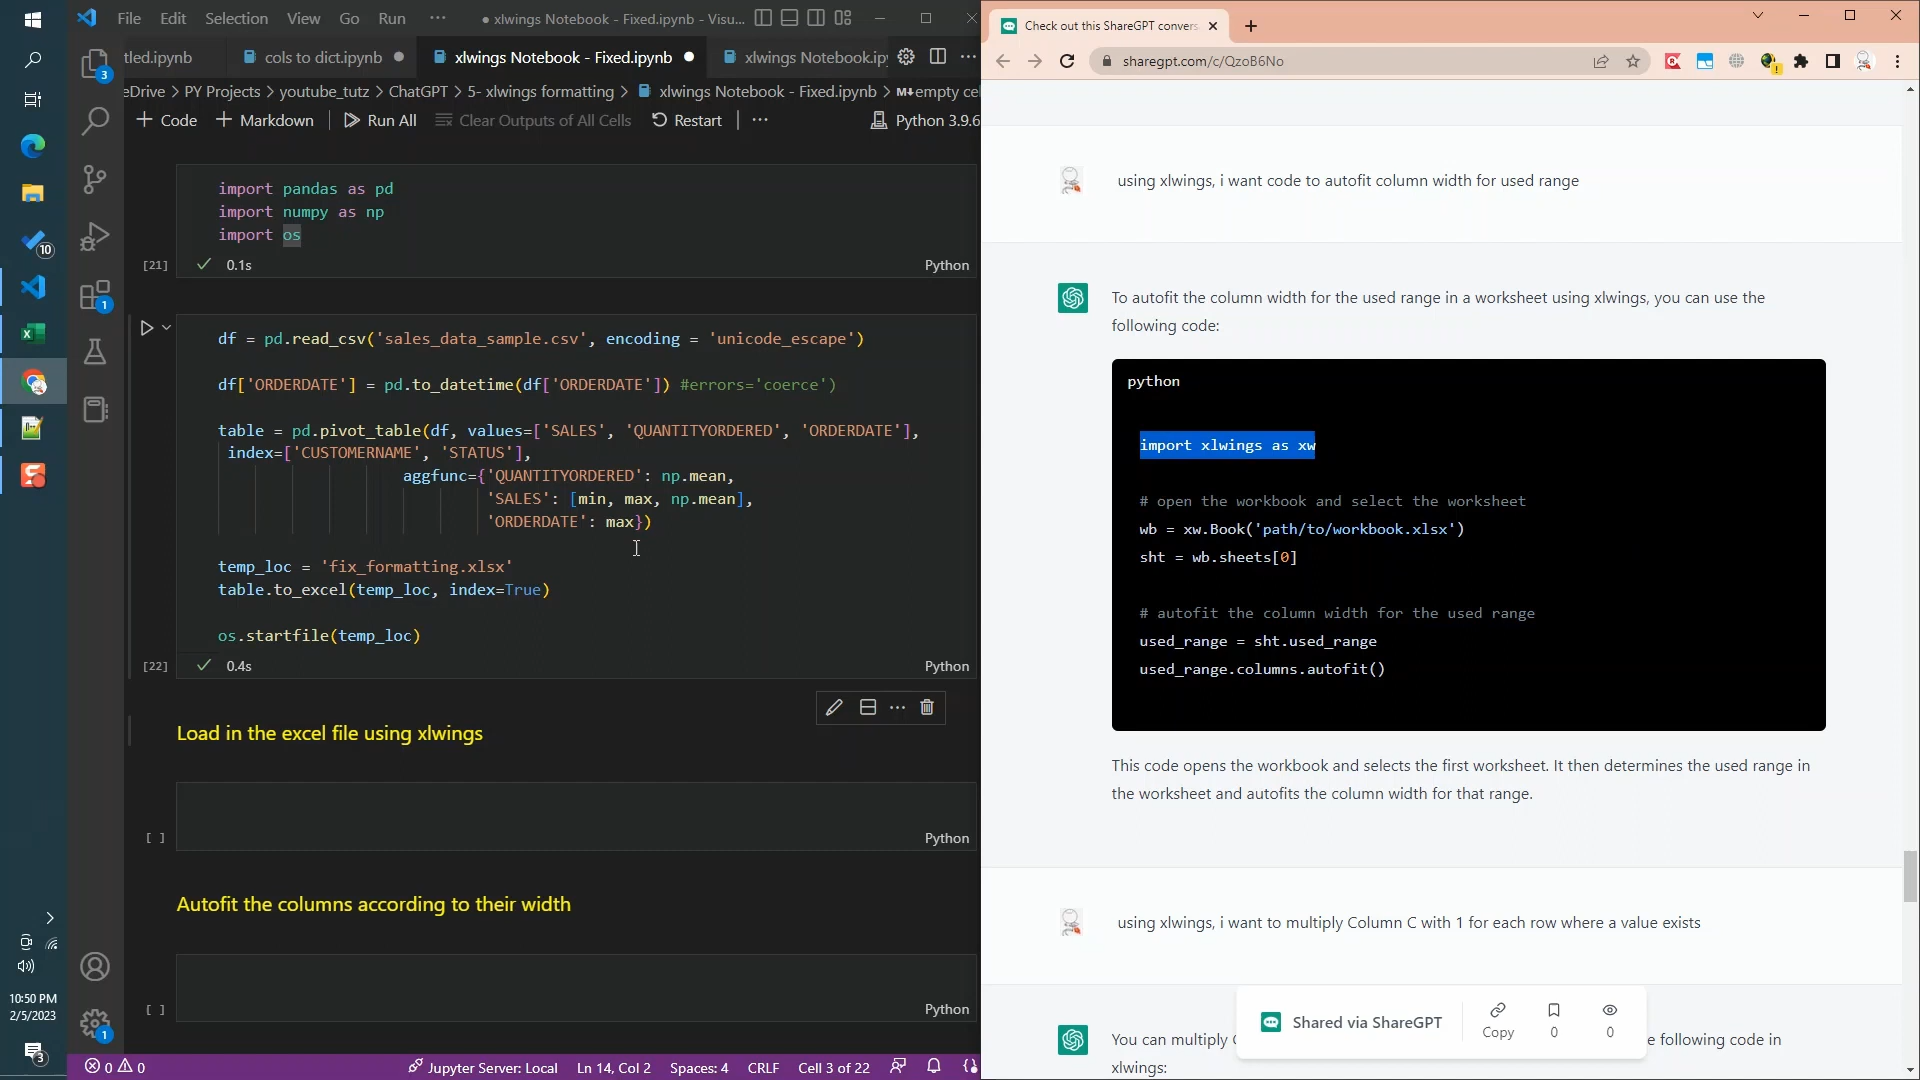 File Edit Selection View Go Run ··· ● xlwings Notebook - Fixed.ipynb - Visu...
tled.ipynb cols to dict.ipynb xlwings Notebook - Fixed.ipynb xlwings Notebook.ipy
eDrive > PY Projects > youtube_tutz > ChatGPT > 5- xlwings formatting > xlwings Notebook - Fixed.ipynb > M↓empty cel
+ Code + Markdown Run All Clear Outputs of All Cells Restart ··· Python 3.9.6
import pandas as pd
import numpy as np
import os
[21] 0.1s Python
df = pd.read_csv('sales_data_sample.csv', encoding = 'unicode_escape')
df['ORDERDATE'] = pd.to_datetime(df['ORDERDATE']) #errors='coerce')
table = pd.pivot_table(df, values=['SALES', 'QUANTITYORDERED', 'ORDERDATE'],
index=['CUSTOMERNAME', 'STATUS'],
aggfunc={'QUANTITYORDERED': np.mean,
'SALES': [min, max, np.mean],
'ORDERDATE': max})
temp_loc = 'fix_formatting.xlsx'
table.to_excel(temp_loc, index=True)
os.startfile(temp_loc)
[22] 0.4s Python
Load in the excel file using xlwings
[ ] Python
Autofit the columns according to their width
[ ] Python
0 0 Jupyter Server: Local Ln 14, Col 2 Spaces: 4 CRLF Cell 3 of 22
3
1
10
10:50 PM
2/5/2023
3
1
Check out this ShareGPT convers
sharegpt.com/c/QzoB6No
using xlwings, i want code to autofit column width for used range
To autofit the column width for the used range in a worksheet using xlwings, you can use the
following code:
python
import xlwings as xw
# open the workbook and select the worksheet
wb = xw.Book('path/to/workbook.xlsx')
sht = wb.sheets[0]
# autofit the column width for the used range
used_range = sht.used_range
used_range.columns.autofit()
This code opens the workbook and selects the first worksheet. It then determines the used range in
the worksheet and autofits the column width for that range.
using xlwings, i want to multiply Column C with 1 for each row where a value exists
Shared via ShareGPT Copy 0 0
You can multiply e following code in
xlwings: